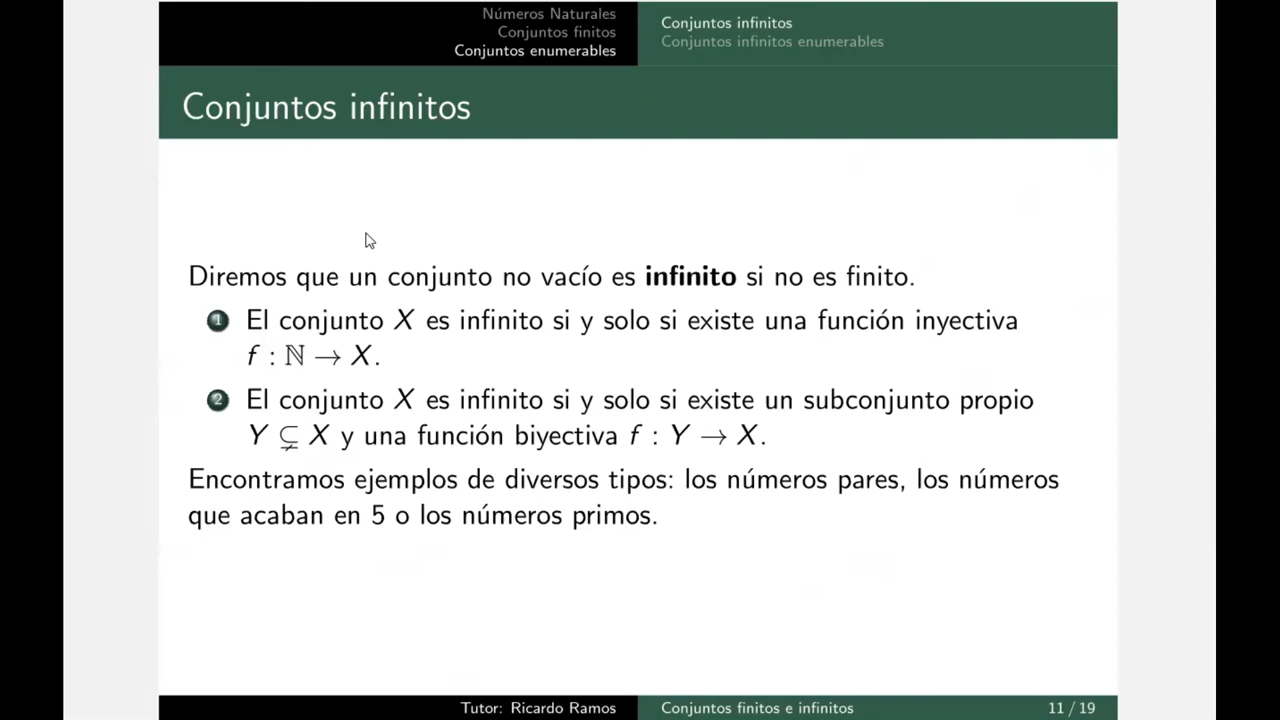 Números Naturales
Conjuntos finitos
Conjuntos enumerables
Conjuntos infinitos
Conjuntos infinitos enumerables
Conjuntos infinitos
Diremos que un conjunto no vacío es infinito si no es finito.
1 El conjunto X es infinito si y solo si existe una función inyectiva
f : ℕ → X.
2 El conjunto X es infinito si y solo si existe un subconjunto propio
Y ⊊ X y una función biyectiva f : Y → X.
Encontramos ejemplos de diversos tipos: los números pares, los números
que acaban en 5 o los números primos.
Tutor: Ricardo Ramos
Conjuntos finitos e infinitos
11 / 19